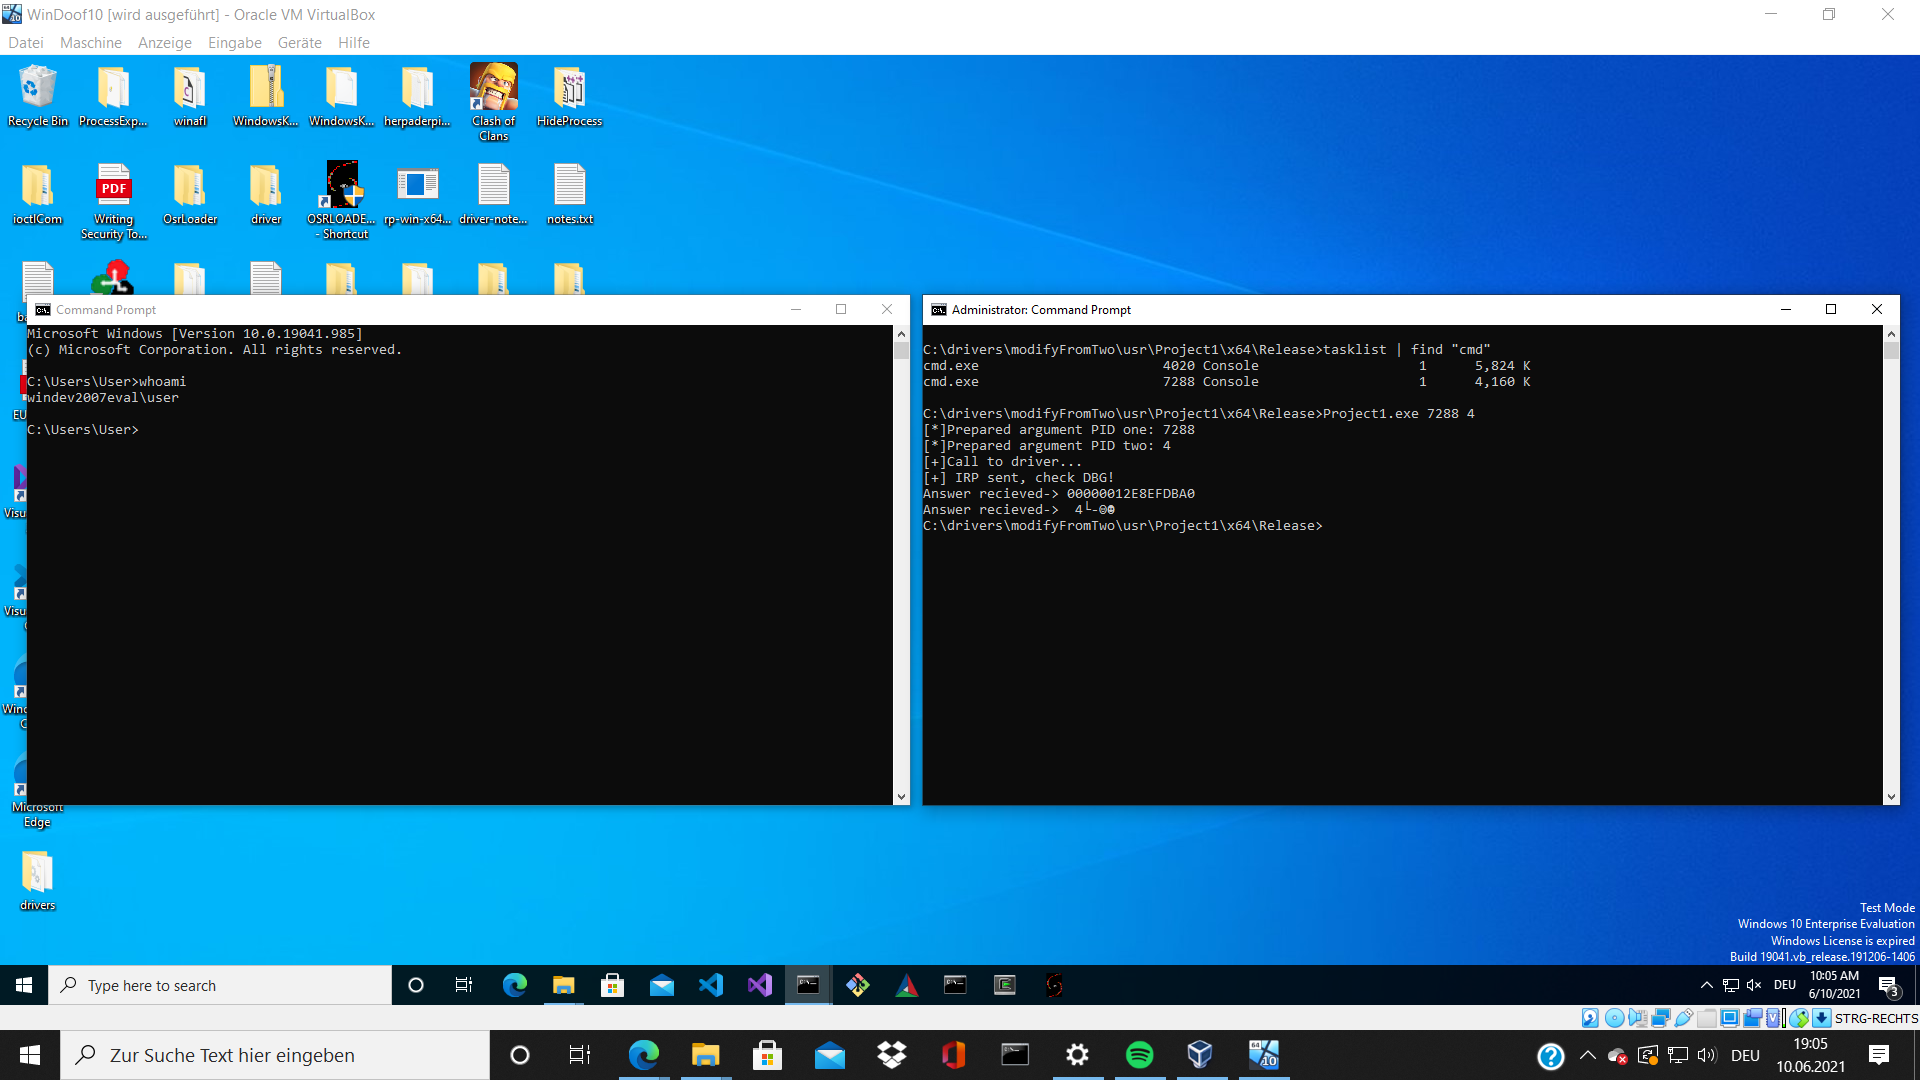 WinDoof10 [wird ausgeführt] - Oracle VM VirtualBox
Datei Maschine Anzeige Eingabe Geräte Hilfe
Recycle Bin
ProcessExp...
winafl
WindowsK...
WindowsK...
herpaderpi...
Clash of
Clans
HideProcess
ioctlCom
Writing
Security To...
OsrLoader
driver
OSRLOADE...
- Shortcut
rp-win-x64...
driver-note...
notes.txt
PDF
Command Prompt
Microsoft Windows [Version 10.0.19041.985]
(c) Microsoft Corporation. All rights reserved.
C:\Users\User>whoami
windev2007eval\user
C:\Users\User>
Administrator: Command Prompt
C:\drivers\modifyFromTwo\usr\Project1\x64\Release>tasklist | find "cmd"
cmd.exe 4020 Console 1 5,824 K
cmd.exe 7288 Console 1 4,160 K
C:\drivers\modifyFromTwo\usr\Project1\x64\Release>Project1.exe 7288 4
[*]Prepared argument PID one: 7288
[*]Prepared argument PID two: 4
[+]Call to driver...
[+] IRP sent, check DBG!
Answer recieved-> 00000012E8EFDBA0
Answer recieved-> 4└-☺☻
C:\drivers\modifyFromTwo\usr\Project1\x64\Release>
Microsoft
Edge
drivers
Test Mode
Windows 10 Enterprise Evaluation
Windows License is expired
Build 19041.vb_release.191206-1406
Type here to search
DEU
10:05 AM
6/10/2021
3
STRG-RECHTS
Zur Suche Text hier eingeben
64
10
DEU
19:05
10.06.2021